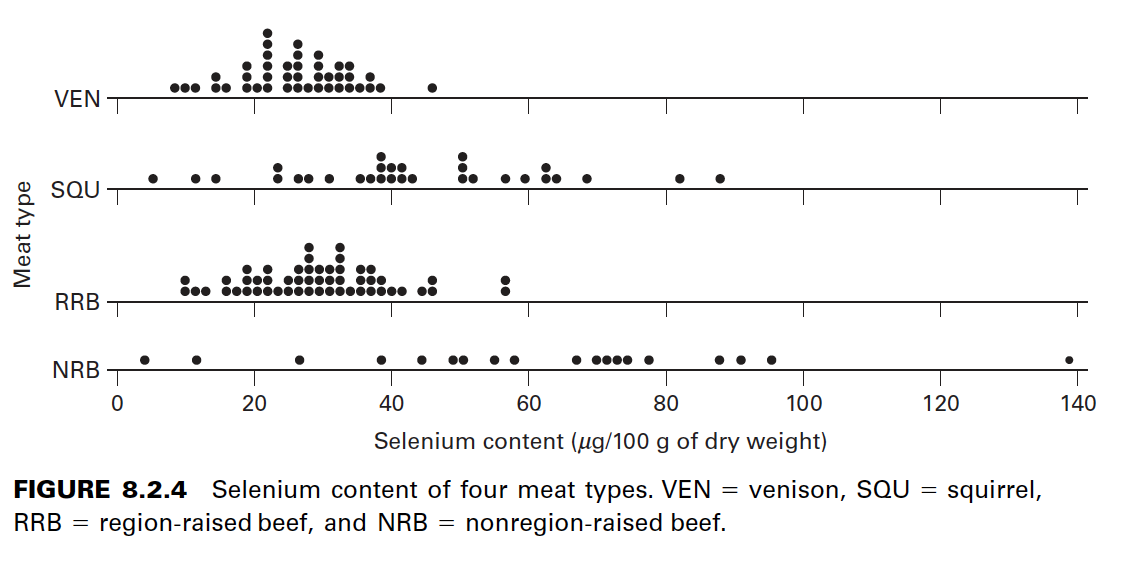 VEN
SQU
RRB
NRB
Meat type
0 20 40 60 80 100 120 140
Selenium content (μg/100 g of dry weight)
FIGURE 8.2.4 Selenium content of four meat types. VEN = venison, SQU = squirrel,
RRB = region-raised beef, and NRB = nonregion-raised beef.